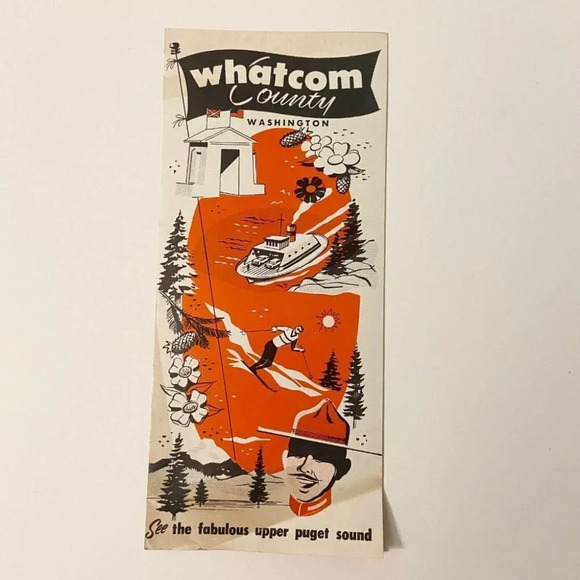 whatcom
County
WASHINGTON
See the fabulous upper puget sound